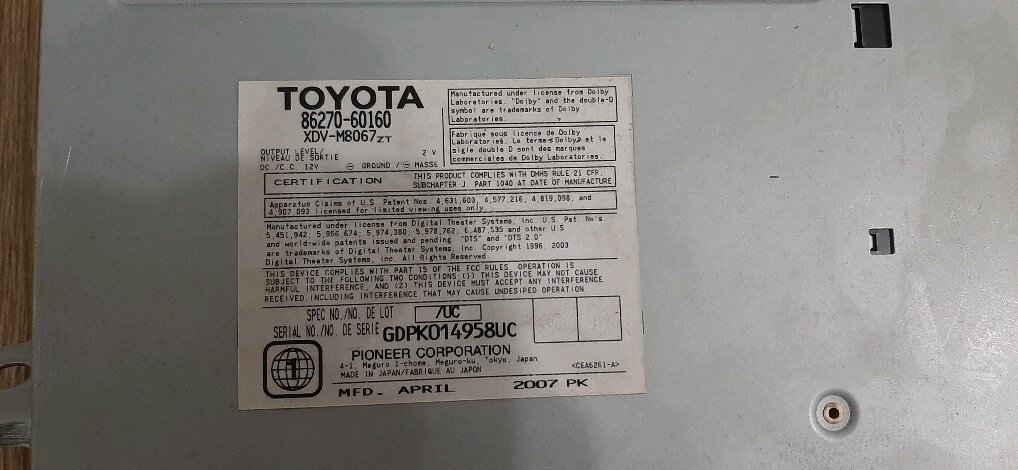 TOYOTA
86270-60160
XDV-M8067ZT
OUTPUT LEVEL/ 2 V
NIVEAU DE SORTIE
DC./C.C. 12V ⊖ GROUND / ⊖ MASSE
Manufactured under license from Dolby
Laboratories. "Dolby" and the double-D
symbol are trademarks of Dolby
Laboratories.
Fabriqué sous licence de Dolby
Laboratories. Le terme Dolby et le
sigle double D sont des marques
commerciales de Dolby Laboratories.
CERTIFICATION
THIS PRODUCT COMPLIES WITH DHHS RULE 21 CFR,
SUBCHAPTER J, PART 1040 AT DATE OF MANUFACTURE
Apparatus Claims of U.S. Patent Nos. 4,631,603, 4,577,216, 4,819,098, and
4,907,093 licensed for limited viewing uses only.
Manufactured under license from Digital Theater Systems, Inc. U.S. Pat. No's
5,451,942, 5,956,674, 5,974,380, 5,978,762, 6,487,535 and other U.S
and world-wide patents issued and pending. "DTS" and "DTS 2.0"
are trademarks of Digital Theater Systems, Inc. Copyright 1996, 2003
Digital Theater Systems, Inc. All Rights Reserved
THIS DEVICE COMPLIES WITH PART 15 OF THE FCC RULES. OPERATION IS
SUBJECT TO THE FOLLOWING TWO CONDITIONS:(1) THIS DEVICE MAY NOT CAUSE
HARMFUL INTERFERENCE, AND (2) THIS DEVICE MUST ACCEPT ANY INTERFERENCE
RECEIVED, INCLUDING INTERFERENCE THAT MAY CAUSE UNDESIRED OPERATION
SPEC NO./NO. DE LOT /UC
SERIAL NO./NO. DE SERIE GDPK014958UC
1
PIONEER CORPORATION
4-1, Meguro 1-chome, Meguro-ku, Tokyo, Japan
MADE IN JAPAN/FABRIQUE AU JAPON <CEA6261-A>
MFD. APRIL 2007 PK